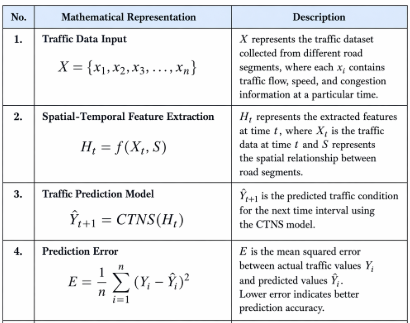 No. Mathematical Representation Description
1. Traffic Data Input
X = {x₁, x₂, x₃, . . . , xₙ}
X represents the traffic dataset
collected from different road
segments, where each xᵢ contains
traffic flow, speed, and congestion
information at a particular time.
2. Spatial-Temporal Feature Extraction
Hₜ = f(Xₜ, S)
Hₜ represents the extracted features
at time t, where Xₜ is the traffic
data at time t and S represents
the spatial relationship between
road segments.
3. Traffic Prediction Model
Ŷₜ₊₁ = CTNS(Hₜ)
Ŷₜ₊₁ is the predicted traffic condition
for the next time interval using
the CTNS model.
4. Prediction Error
E = 1/n ∑ᵢ₌₁ⁿ (Yᵢ − Ŷᵢ)²
E is the mean squared error
between actual traffic values Yᵢ
and predicted values Ŷᵢ.
Lower error indicates better
prediction accuracy.